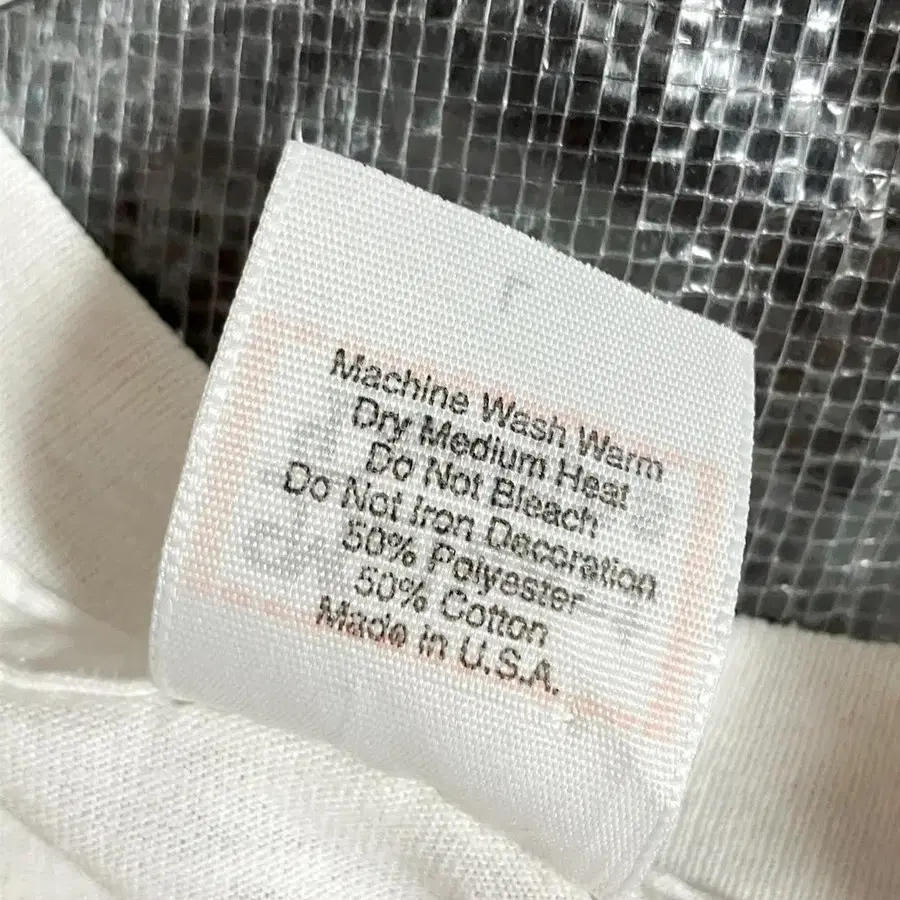 Machine Wash Warm
Dry Medium Heat
Do Not Bleach
Do Not Iron Decoration
50% Polyester
50% Cotton
Made in U.S.A.